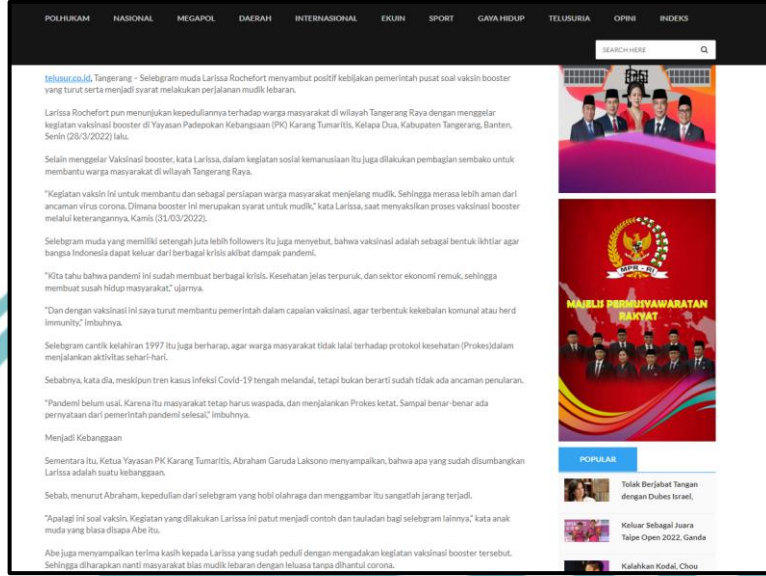 POLHUKAM NASIONAL MEGAPOL DAERAH INTERNASIONAL EKUIN SPORT GAYA HIDUP TELUSURIA OPINI INDEKS
SEARCH HERE
telusur.co.id, Tangerang – Selebgram muda Larissa Rochefort menyambut positif kebijakan pemerintah pusat soal vaksin booster
yang turut serta menjadi syarat melakukan perjalanan mudik lebaran.
Larissa Rochefort pun menunjukan kepeduliannya terhadap warga masyarakat di wilayah Tangerang Raya dengan menggelar
kegiatan vaksinasi booster di Yayasan Padepokan Kebangsaan (PK) Karang Tumaritis, Kelapa Dua, Kabupaten Tangerang, Banten,
Senin (28/3/2022) lalu.
Selain menggelar Vaksinasi booster, kata Larissa, dalam kegiatan sosial kemanusiaan itu juga dilakukan pembagian sembako untuk
membantu warga masyarakat di wilayah Tangerang Raya.
"Kegiatan vaksin ini untuk membantu dan sebagai persiapan warga masyarakat menjelang mudik. Sehingga merasa lebih aman dari
ancaman virus corona. Dimana booster ini merupakan syarat untuk mudik," kata Larissa, saat menyaksikan proses vaksinasi booster
melalui keterangannya, Kamis (31/03/2022).
Selebgram muda yang memiliki setengah juta lebih followers itu juga menyebut, bahwa vaksinasi adalah sebagai bentuk ikhtiar agar
bangsa Indonesia dapat keluar dari berbagai krisis akibat dampak pandemi.
"Kita tahu bahwa pandemi ini sudah membuat berbagai krisis. Kesehatan jelas terpuruk, dan sektor ekonomi remuk, sehingga
membuat susah hidup masyarakat," ujarnya.
"Dan dengan vaksinasi ini saya turut membantu pemerintah dalam capaian vaksinasi, agar terbentuk kekebalan komunal atau herd
immunity," imbuhnya.
Selebgram cantik kelahiran 1997 itu juga berharap, agar warga masyarakat tidak lalai terhadap protokol kesehatan (Prokes)dalam
menjalankan aktivitas sehari-hari.
Sebabnya, kata dia, meskipun tren kasus infeksi Covid-19 tengah melandai, tetapi bukan berarti sudah tidak ada ancaman penularan.
"Pandemi belum usai. Karena itu masyarakat tetap harus waspada, dan menjalankan Prokes ketat. Sampai benar-benar ada
pernyataan dari pemerintah pandemi selesai," imbuhnya.
Menjadi Kebanggaan
Sementara itu, Ketua Yayasan PK Karang Tumaritis, Abraham Garuda Laksono menyampaikan, bahwa apa yang sudah disumbangkan
Larissa adalah suatu kebanggaan.
Sebab, menurut Abraham, kepedulian dari selebgram yang hobi olahraga dan menggambar itu sangatlah jarang terjadi.
"Apalagi ini soal vaksin. Kegiatan yang dilakukan Larissa ini patut menjadi contoh dan tauladan bagi selebgram lainnya," kata anak
muda yang biasa disapa Abe itu.
Abe juga menyampaikan terima kasih kepada Larissa yang sudah peduli dengan mengadakan kegiatan vaksinasi booster tersebut.
Sehingga diharapkan nanti masyarakat bias mudik lebaran dengan leluasa tanpa dihantui corona.
MPR - RI
MAJELIS PERMUSYAWARATAN
RAKYAT
POPULAR
Tolak Berjabat Tangan
dengan Dubes Israel,
Keluar Sebagai Juara
Taipe Open 2022, Ganda
Kalahkan Kodai, Chou